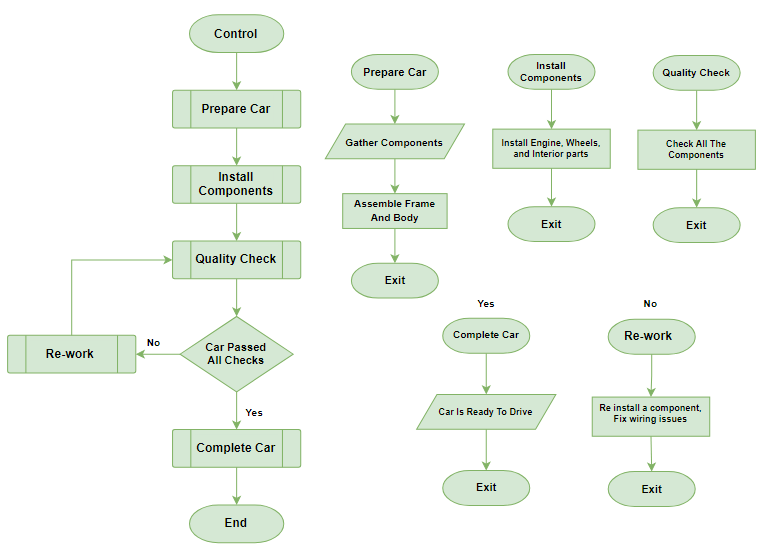 Control
Prepare Car
Install
Components
Quality Check
Car Passed
All Checks
No
Re-work
Yes
Complete Car
End
Prepare Car
Gather Components
Assemble Frame
And Body
Exit
Install
Components
Install Engine, Wheels,
and Interior parts
Exit
Quality Check
Check All The
Components
Exit
Yes
Complete Car
Car Is Ready To Drive
Exit
No
Re-work
Re install a component,
Fix wiring issues
Exit